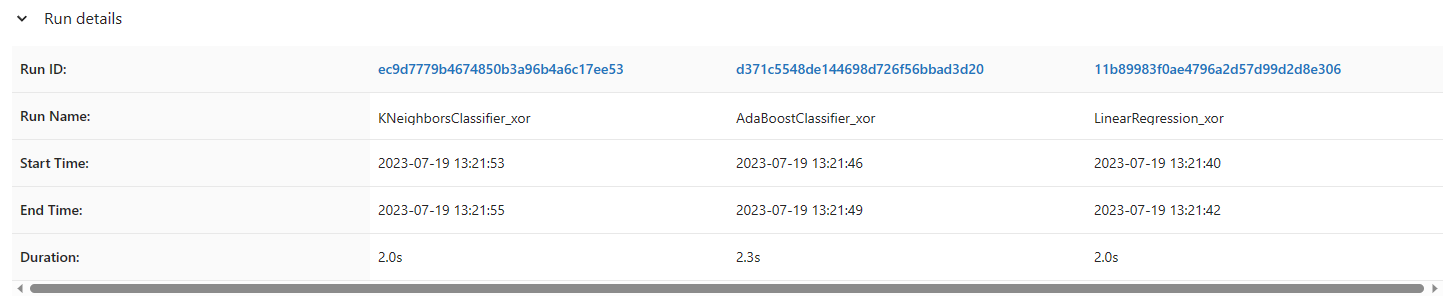 Run details
Run ID: ec9d7779b4674850b3a96b4a6c17ee53 d371c5548de144698d726f56bbad3d20 11b89983f0ae4796a2d57d99d2d8e306
Run Name: KNeighborsClassifier_xor AdaBoostClassifier_xor LinearRegression_xor
Start Time: 2023-07-19 13:21:53 2023-07-19 13:21:46 2023-07-19 13:21:40
End Time: 2023-07-19 13:21:55 2023-07-19 13:21:49 2023-07-19 13:21:42
Duration: 2.0s 2.3s 2.0s